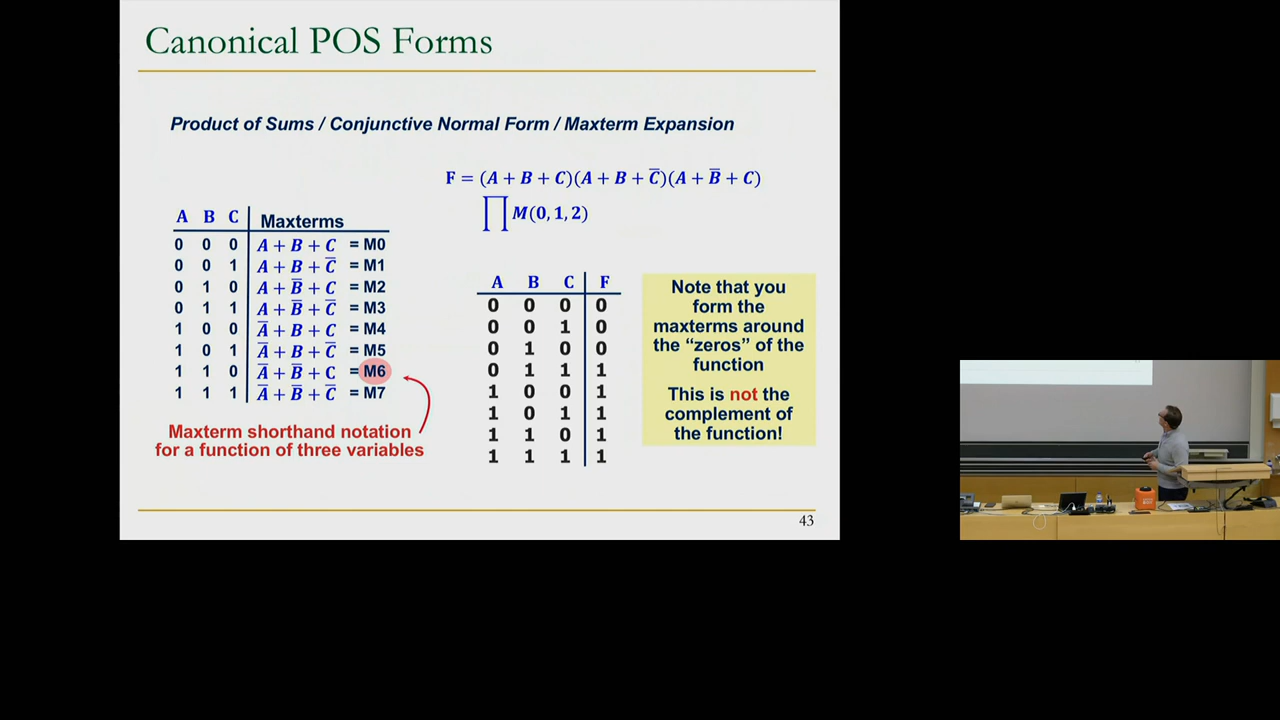 Canonical POS Forms
Product of Sums / Conjunctive Normal Form / Maxterm Expansion
F = (A + B + C)(A + B + C̅)(A + B̅ + C)
∏ M(0, 1, 2)
A B C Maxterms
0 0 0 A + B + C = M0
0 0 1 A + B + C̅ = M1
0 1 0 A + B̅ + C = M2
0 1 1 A + B̅ + C̅ = M3
1 0 0 A̅ + B + C = M4
1 0 1 A̅ + B + C̅ = M5
1 1 0 A̅ + B̅ + C = M6
1 1 1 A̅ + B̅ + C̅ = M7
Maxterm shorthand notation
for a function of three variables
A B C F
0 0 0 0
0 0 1 0
0 1 0 0
0 1 1 1
1 0 0 1
1 0 1 1
1 1 0 1
1 1 1 1
Note that you
form the
maxterms around
the “zeros” of the
function
This is not the
complement of
the function!
43